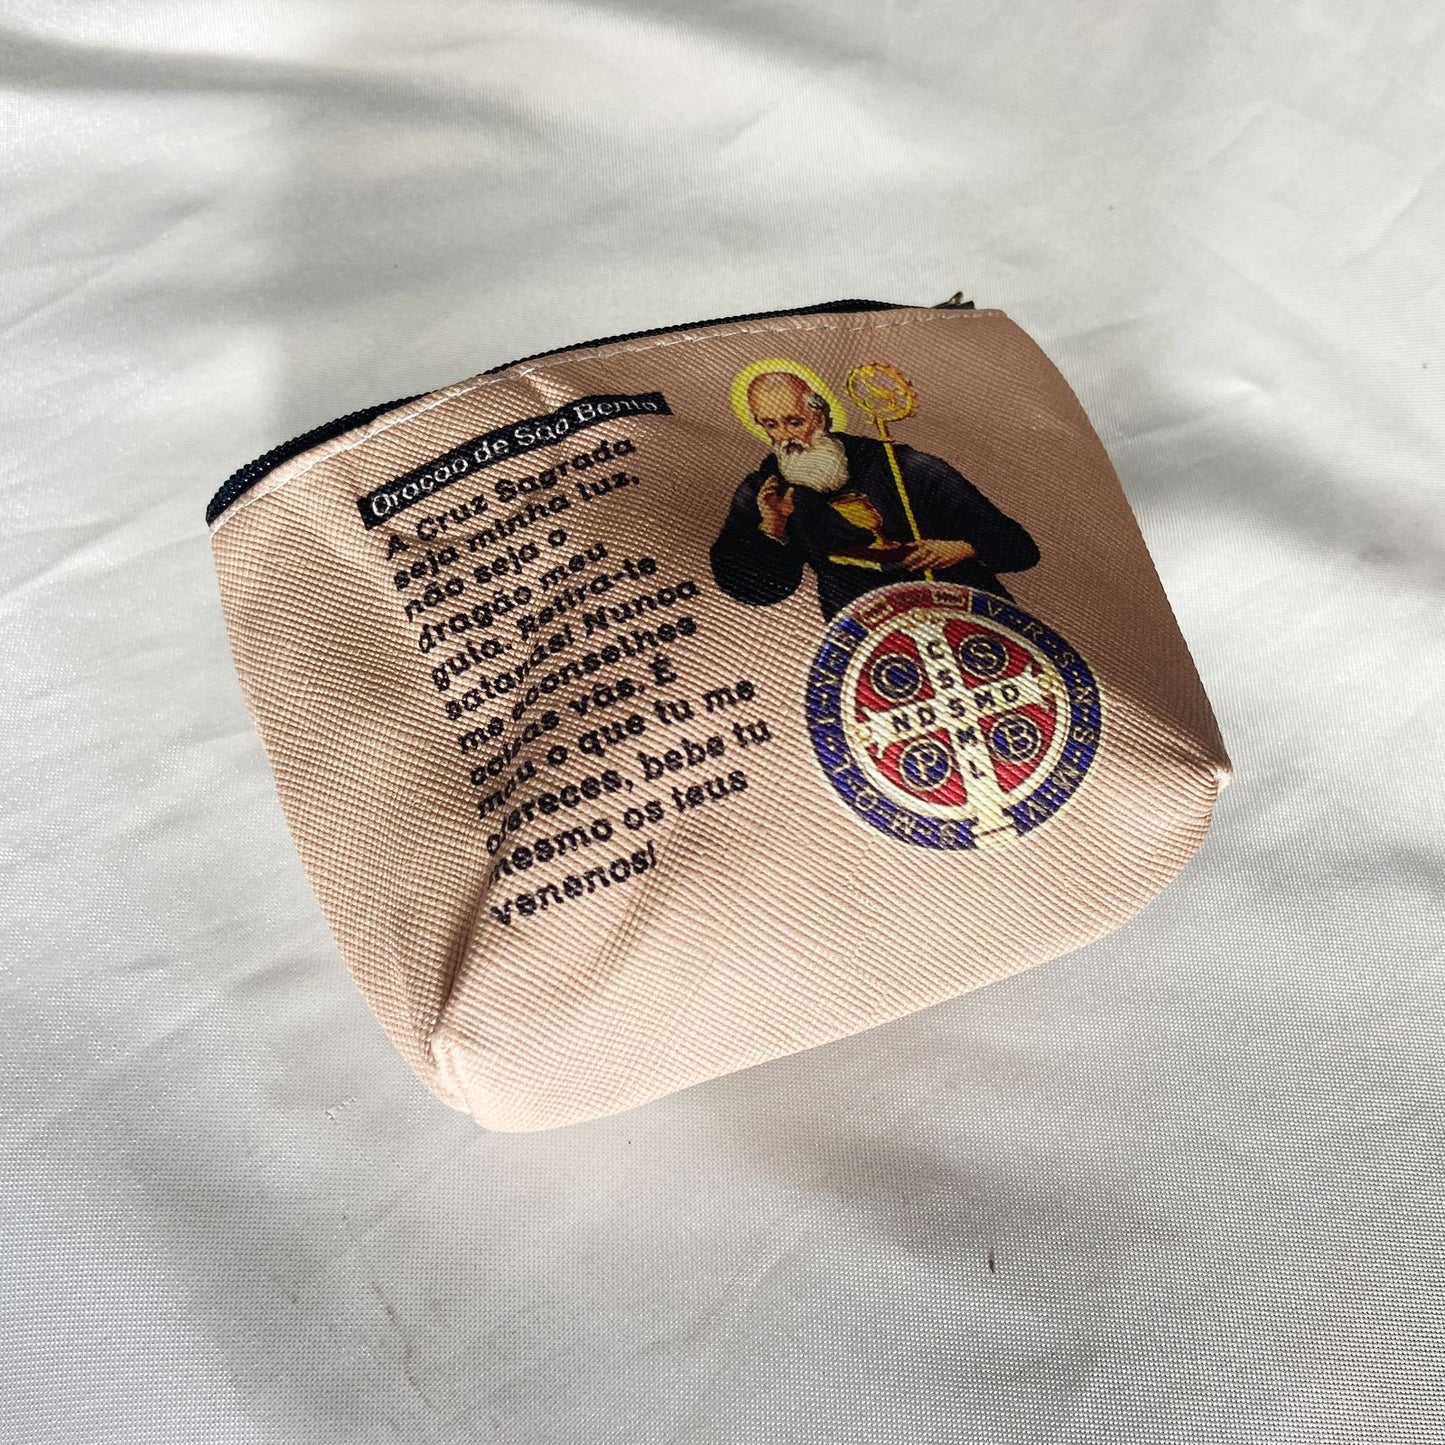 Oração de São Bento
A Cruz Sagrada
seja minha luz,
não seja o
dragão meu
guia. Retira-te
satanás! Nunca
me aconselhes
coisas vãs. É
mau o que tu me
ofereces, bebe tu
mesmo os teus
venenos!
C S
C S S M L
N D S M D
P B